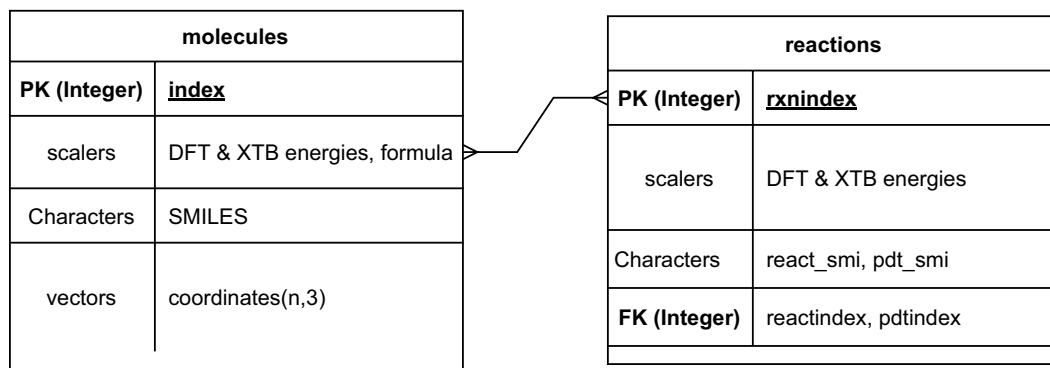 molecules
PK (Integer) index
scalers DFT & XTB energies, formula
Characters SMILES
vectors coordinates(n,3)
reactions
PK (Integer) rxnindex
scalers DFT & XTB energies
Characters react_smi, pdt_smi
FK (Integer) reactindex, pdtindex